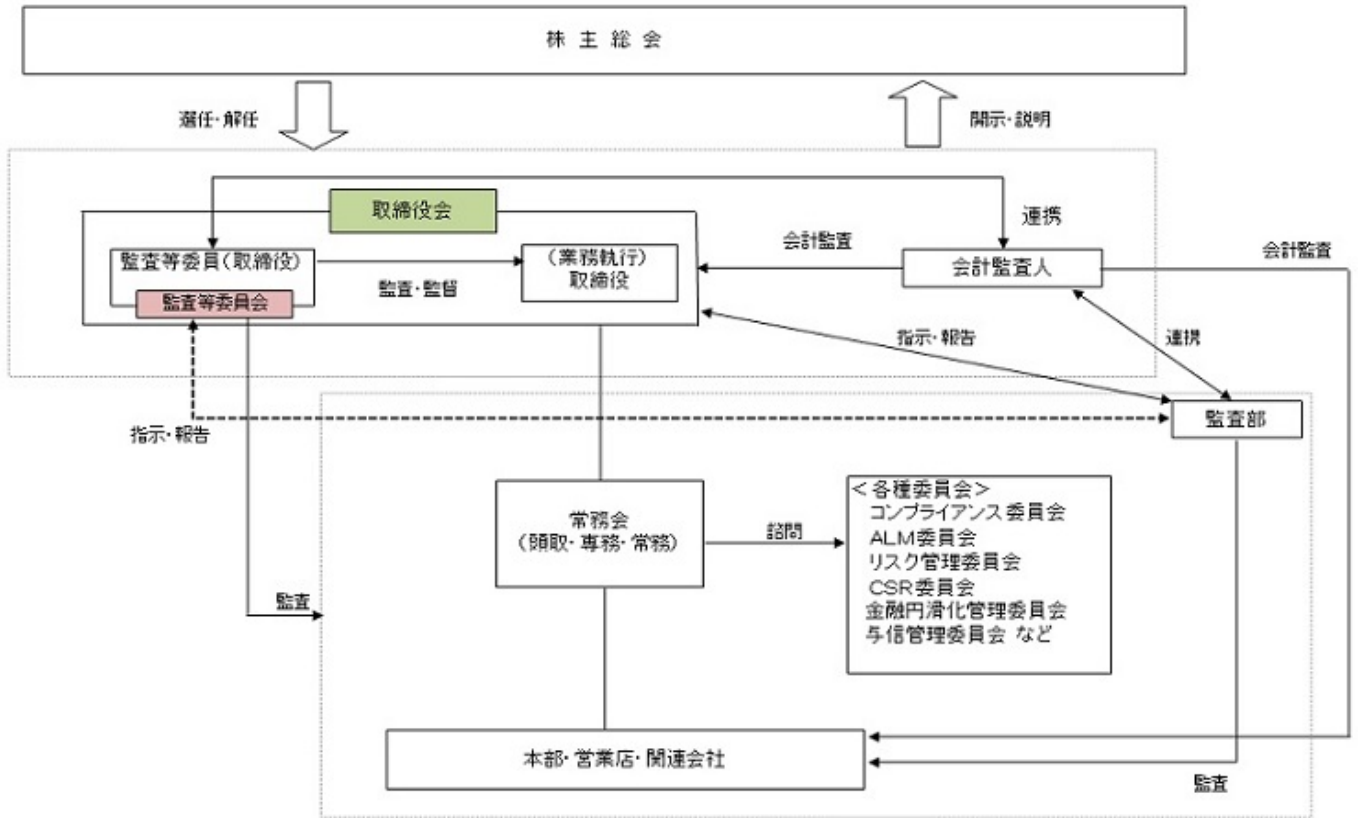 株 主 総 会
選任・解任
開示・説明
取締役会
連携
会計監査
会計監査
監査等委員(取締役)
(業務執行)
取締役
会計監査人
監査・監督
監査等委員会
指示・報告
連携
監査部
指示・報告
常務会
(頭取・専務・常務)
諮問
<各種委員会>
コンプライアンス委員会
ALM委員会
リスク管理委員会
CSR委員会
金融円滑化管理委員会
与信管理委員会 など
監査
本部・営業店・関連会社
監査